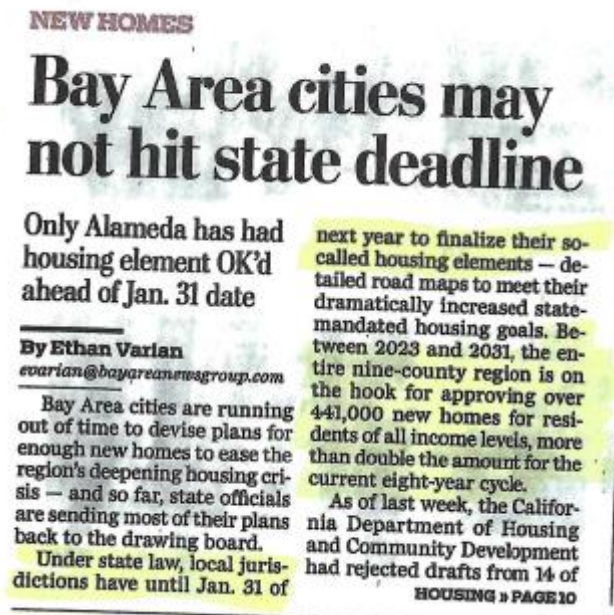 NEW HOMES
Bay Area cities may
not hit state deadline
Only Alameda has had
housing element OK'd
ahead of Jan. 31 date
By Ethan Varian
evarian@bayareanewsgroup.com
Bay Area cities are running
out of time to devise plans for
enough new homes to ease the
region's deepening housing cri-
sis — and so far, state officials
are sending most of their plans
back to the drawing board.
Under state law, local juris-
dictions have until Jan. 31 of
next year to finalize their so-
called housing elements — de-
tailed road maps to meet their
dramatically increased state-
mandated housing goals. Be-
tween 2023 and 2031, the en-
tire nine-county region is on
the hook for approving over
441,000 new homes for resi-
dents of all income levels, more
than double the amount for the
current eight-year cycle.
As of last week, the Califor-
nia Department of Housing
and Community Development
had rejected drafts from 14 of
HOUSING » PAGE 10